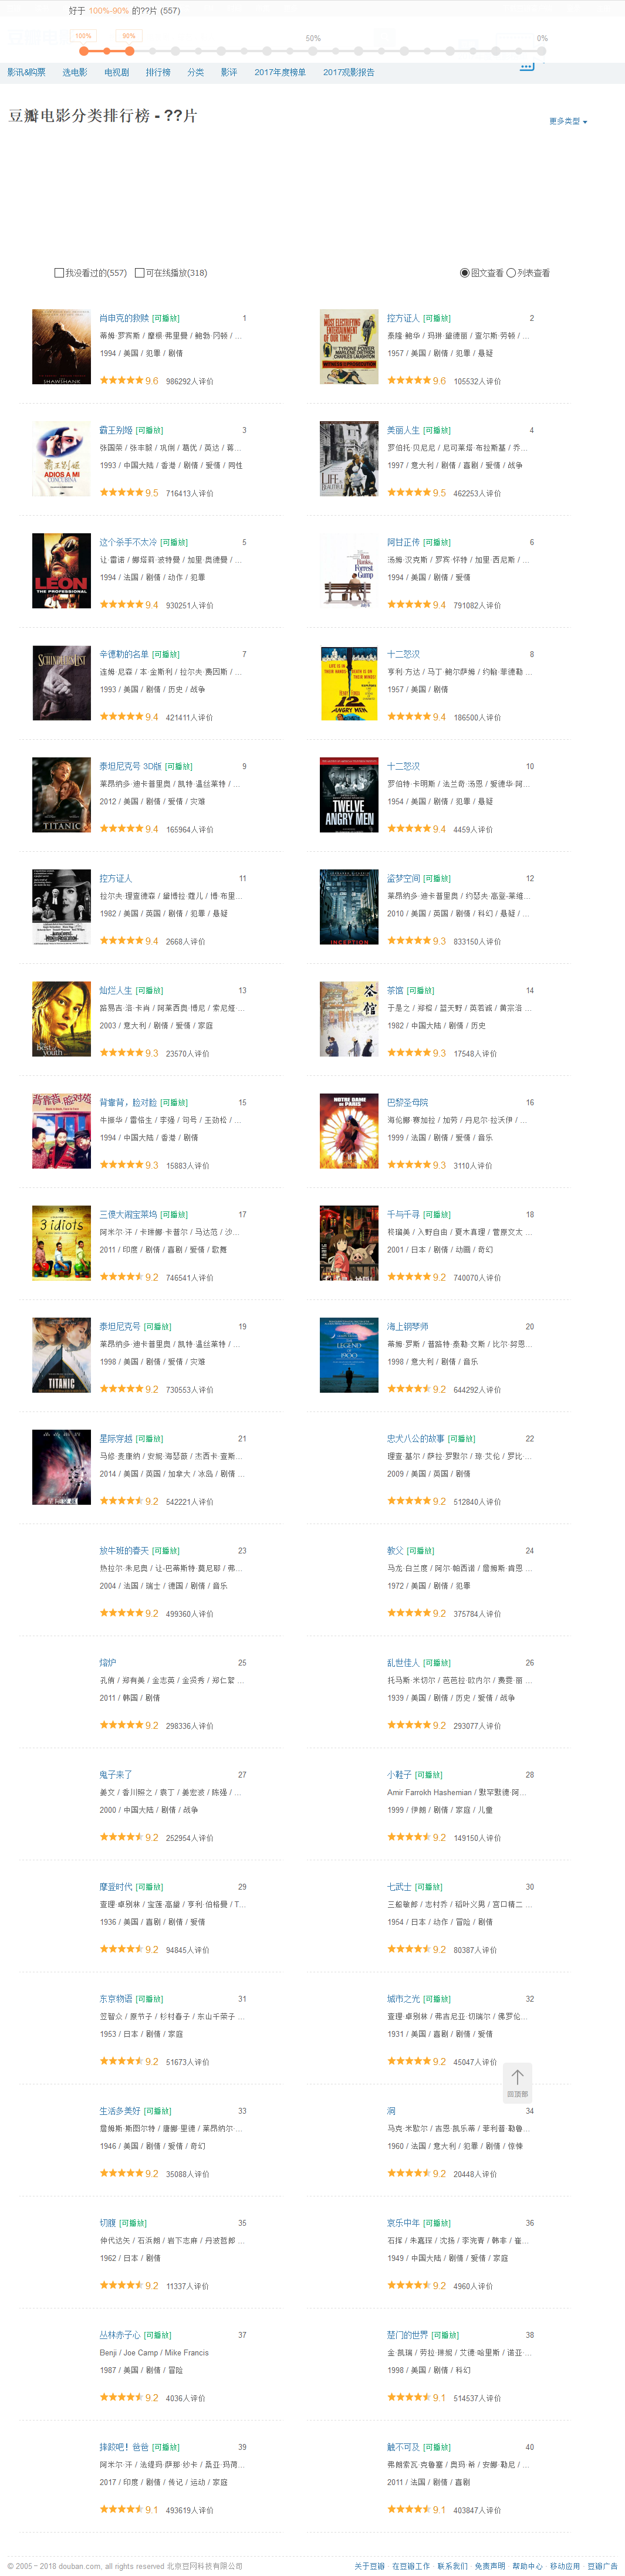 好于 100%-90% 的??片 (557)
100% 90% 50% 0%
影讯&购票 选电影 电视剧 排行榜 分类 影评 2017年度榜单 2017观影报告
豆瓣电影分类排行榜 - ??片
更多类型
我没看过的(557) 可在线播放(318)
图文查看 列表查看
肖申克的救赎 [可播放] 1
蒂姆·罗宾斯 / 摩根·弗里曼 / 鲍勃·冈顿 / ...
1994 / 美国 / 犯罪 / 剧情
9.6 986292人评价
控方证人 [可播放] 2
泰隆·鲍华 / 玛琳·黛德丽 / 查尔斯·劳顿 / ...
1957 / 美国 / 剧情 / 犯罪 / 悬疑
9.6 105532人评价
霸王别姬 [可播放] 3
张国荣 / 张丰毅 / 巩俐 / 葛优 / 英达 / 蒋...
1993 / 中国大陆 / 香港 / 剧情 / 爱情 / 同性
9.5 716413人评价
美丽人生 [可播放] 4
罗伯托·贝尼尼 / 尼可莱塔·布拉斯基 / 乔...
1997 / 意大利 / 剧情 / 喜剧 / 爱情 / 战争
9.5 462253人评价
这个杀手不太冷 [可播放] 5
让·雷诺 / 娜塔莉·波特曼 / 加里·奥德曼 / ...
1994 / 法国 / 剧情 / 动作 / 犯罪
9.4 930251人评价
阿甘正传 [可播放] 6
汤姆·汉克斯 / 罗宾·怀特 / 加里·西尼斯 / ...
1994 / 美国 / 剧情 / 爱情
9.4 791082人评价
辛德勒的名单 [可播放] 7
连姆·尼森 / 本·金斯利 / 拉尔夫·费因斯 / ...
1993 / 美国 / 剧情 / 历史 / 战争
9.4 421411人评价
十二怒汉 8
亨利·方达 / 马丁·鲍尔萨姆 / 约翰·菲德勒 ...
1957 / 美国 / 剧情
9.4 186500人评价
泰坦尼克号 3D版 [可播放] 9
莱昂纳多·迪卡普里奥 / 凯特·温丝莱特 / ...
2012 / 美国 / 剧情 / 爱情 / 灾难
9.4 165964人评价
十二怒汉 10
罗伯特·卡明斯 / 法兰奇·汤恩 / 爱德华·阿...
1954 / 美国 / 剧情 / 犯罪 / 悬疑
9.4 4459人评价
控方证人 11
拉尔夫·理查德森 / 黛博拉·蔻儿 / 博·布里...
1982 / 美国 / 英国 / 剧情 / 犯罪 / 悬疑
9.4 2668人评价
盗梦空间 [可播放] 12
莱昂纳多·迪卡普里奥 / 约瑟夫·高登-莱维...
2010 / 美国 / 英国 / 剧情 / 科幻 / 悬疑 / ...
9.3 833150人评价
灿烂人生 [可播放] 13
路易吉·洛·卡肖 / 阿莱西奥·博尼 / 索尼娅·...
2003 / 意大利 / 剧情 / 爱情 / 家庭
9.3 23570人评价
茶馆 [可播放] 14
于是之 / 郑榕 / 蓝天野 / 英若诚 / 黄宗洛 ...
1982 / 中国大陆 / 剧情 / 历史
9.3 17548人评价
背靠背，脸对脸 [可播放] 15
牛振华 / 雷恪生 / 李强 / 句号 / 王劲松 / ...
1994 / 中国大陆 / 香港 / 剧情
9.3 15883人评价
巴黎圣母院 16
海伦娜·赛加拉 / 加劳 / 丹尼尔·拉沃伊 / ...
1999 / 法国 / 剧情 / 爱情 / 音乐
9.3 3110人评价
三傻大闹宝莱坞 [可播放] 17
阿米尔·汗 / 卡琳娜·卡普尔 / 马达范 / 沙...
2011 / 印度 / 剧情 / 喜剧 / 爱情 / 歌舞
9.2 746541人评价
千与千寻 [可播放] 18
柊瑠美 / 入野自由 / 夏木真理 / 菅原文太 ...
2001 / 日本 / 剧情 / 动画 / 奇幻
9.2 740070人评价
泰坦尼克号 [可播放] 19
莱昂纳多·迪卡普里奥 / 凯特·温丝莱特 / ...
1998 / 美国 / 剧情 / 爱情 / 灾难
9.2 730553人评价
海上钢琴师 20
蒂姆·罗斯 / 普路特·泰勒·文斯 / 比尔·努恩...
1998 / 意大利 / 剧情 / 音乐
9.2 644292人评价
星际穿越 [可播放] 21
马修·麦康纳 / 安妮·海瑟薇 / 杰西卡·查斯...
2014 / 美国 / 英国 / 加拿大 / 冰岛 / 剧情 ...
9.2 542221人评价
忠犬八公的故事 [可播放] 22
理查·基尔 / 萨拉·罗默尔 / 琼·艾伦 / 罗比·...
2009 / 美国 / 英国 / 剧情
9.2 512840人评价
放牛班的春天 [可播放] 23
热拉尔·朱尼奥 / 让-巴蒂斯特·莫尼耶 / 弗...
2004 / 法国 / 瑞士 / 德国 / 剧情 / 音乐
9.2 499360人评价
教父 [可播放] 24
马龙·白兰度 / 阿尔·帕西诺 / 詹姆斯·肯恩 ...
1972 / 美国 / 剧情 / 犯罪
9.2 375784人评价
熔炉 25
孔侑 / 郑有美 / 金志英 / 金贤秀 / 郑仁絮 ...
2011 / 韩国 / 剧情
9.2 298336人评价
乱世佳人 [可播放] 26
托马斯·米切尔 / 芭芭拉·欧内尔 / 费雯·丽 ...
1939 / 美国 / 剧情 / 历史 / 爱情 / 战争
9.2 293077人评价
鬼子来了 27
姜文 / 香川照之 / 袁丁 / 姜宏波 / 陈强 / ...
2000 / 中国大陆 / 剧情 / 战争
9.2 252954人评价
小鞋子 [可播放] 28
Amir Farrokh Hashemian / 默罕默德·阿...
1999 / 伊朗 / 剧情 / 家庭 / 儿童
9.2 149150人评价
摩登时代 [可播放] 29
查理·卓别林 / 宝莲·高黛 / 亨利·伯格曼 / T...
1936 / 美国 / 喜剧 / 剧情 / 爱情
9.2 94845人评价
七武士 [可播放] 30
三船敏郎 / 志村乔 / 稻叶义男 / 宫口精二 ...
1954 / 日本 / 动作 / 冒险 / 剧情
9.2 80387人评价
东京物语 [可播放] 31
笠智众 / 原节子 / 杉村春子 / 东山千荣子 ...
1953 / 日本 / 剧情 / 家庭
9.2 51673人评价
城市之光 [可播放] 32
查理·卓别林 / 弗吉尼亚·切瑞尔 / 佛罗伦...
1931 / 美国 / 喜剧 / 剧情 / 爱情
9.2 45047人评价
回顶部
生活多美好 [可播放] 33
詹姆斯·斯图尔特 / 唐娜·里德 / 莱昂纳尔·...
1946 / 美国 / 剧情 / 爱情 / 奇幻
9.2 35088人评价
洞 34
马克·米歇尔 / 吉恩·凯乐蒂 / 菲利普·勒鲁...
1960 / 法国 / 意大利 / 犯罪 / 剧情 / 惊悚
9.2 20448人评价
切腹 [可播放] 35
仲代达矢 / 石浜朗 / 岩下志麻 / 丹波哲郎 ...
1962 / 日本 / 剧情
9.2 11337人评价
哀乐中年 [可播放] 36
石挥 / 朱嘉琛 / 沈扬 / 李浣青 / 韩非 / 崔...
1949 / 中国大陆 / 剧情 / 爱情 / 家庭
9.2 4960人评价
丛林赤子心 [可播放] 37
Benji / Joe Camp / Mike Francis
1987 / 美国 / 剧情 / 冒险
9.2 4036人评价
楚门的世界 [可播放] 38
金·凯瑞 / 劳拉·琳妮 / 艾德·哈里斯 / 诺亚·...
1998 / 美国 / 剧情 / 科幻
9.1 514537人评价
摔跤吧！爸爸 [可播放] 39
阿米尔·汗 / 法缇玛·萨那·纱卡 / 桑亚·玛荷...
2017 / 印度 / 剧情 / 传记 / 运动 / 家庭
9.1 493619人评价
触不可及 [可播放] 40
弗朗索瓦·克鲁塞 / 奥玛·希 / 安娜·勒尼 / ...
2011 / 法国 / 剧情 / 喜剧
9.1 403847人评价
© 2005－2018 douban.com, all rights reserved 北京豆网科技有限公司
关于豆瓣 · 在豆瓣工作 · 联系我们 · 免责声明 · 帮助中心 · 移动应用 · 豆瓣广告